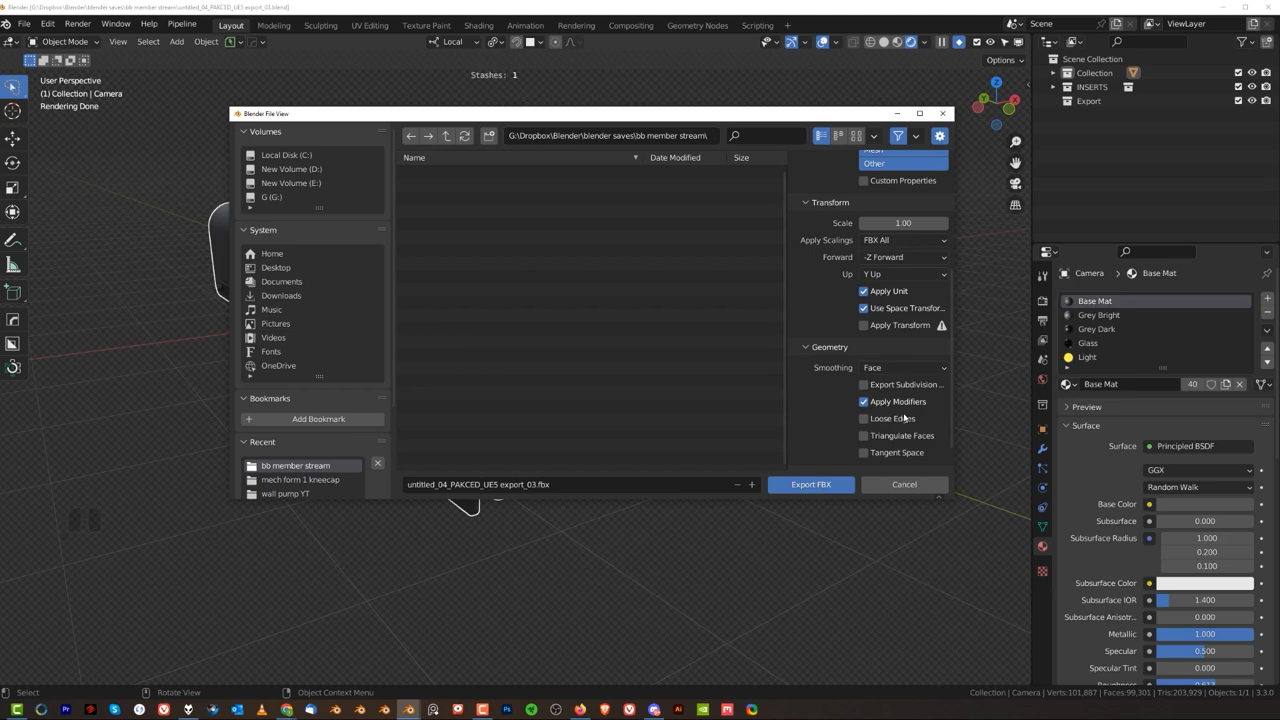 Blender [G:\Dropbox\Blender\blender saves\bb member stream\untitled_04_PAKCED_UE5 export_03.blend]
File Edit Render Window Help Pipeline Layout Modeling Sculpting UV Editing Texture Paint Shading Animation Rendering Compositing Geometry Nodes Scripting Scene ViewLayer
Object Mode View Select Add Object Local
Options
User Perspective
(1) Collection | Camera
Rendering Done
Stashes: 1
Scene Collection
Collection
INSERTS
Export
Blender File View
Volumes
Local Disk (C:)
New Volume (D:)
New Volume (E:)
G (G:)
System
Home
Desktop
Documents
Downloads
Music
Pictures
Videos
Fonts
OneDrive
Bookmarks
Add Bookmark
Recent
bb member stream
mech form 1 kneecap
wall pump YT
G:\Dropbox\Blender\blender saves\bb member stream\
Name Date Modified Size
untitled_04_PAKCED_UE5 export_03.fbx
Mesh
Other
Custom Properties
Transform
Scale 1.00
Apply Scalings FBX All
Forward -Z Forward
Up Y Up
Apply Unit
Use Space Transfor...
Apply Transform
Geometry
Smoothing Face
Export Subdivision ...
Apply Modifiers
Loose Edges
Triangulate Faces
Tangent Space
Export FBX Cancel
Camera Base Mat
Base Mat
Grey Bright
Grey Dark
Glass
Light
Base Mat 40
Preview
Surface
Surface Principled BSDF
GGX
Random Walk
Base Color
Subsurface 0.000
Subsurface Radius 1.000
0.200
0.100
Subsurface Color
Subsurface IOR 1.400
Subsurface Anisotr... 0.000
Metallic 1.000
Specular 0.500
Specular Tint 0.000
Select Rotate View Object Context Menu Collection | Camera | Verts:101,887 | Faces:99,301 | Tris:203,929 | Objects:1/1 | 3.3.0